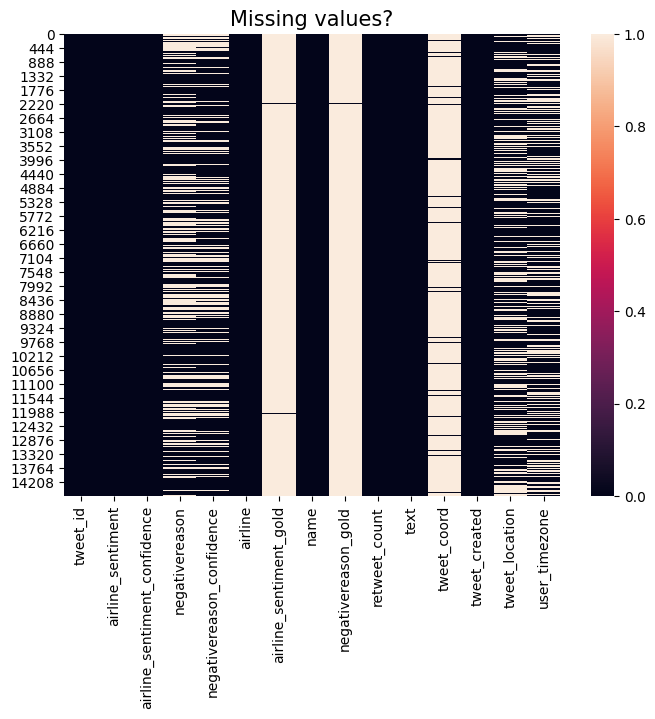 Missing values?
0
444
888
1332
1776
2220
2664
3108
3552
3996
4440
4884
5328
5772
6216
6660
7104
7548
7992
8436
8880
9324
9768
10212
10656
11100
11544
11988
12432
12876
13320
13764
14208
tweet_id
airline_sentiment
airline_sentiment_confidence
negativereason
negativereason_confidence
airline
airline_sentiment_gold
name
negativereason_gold
retweet_count
text
tweet_coord
tweet_created
tweet_location
user_timezone
1.0
0.8
0.6
0.4
0.2
0.0